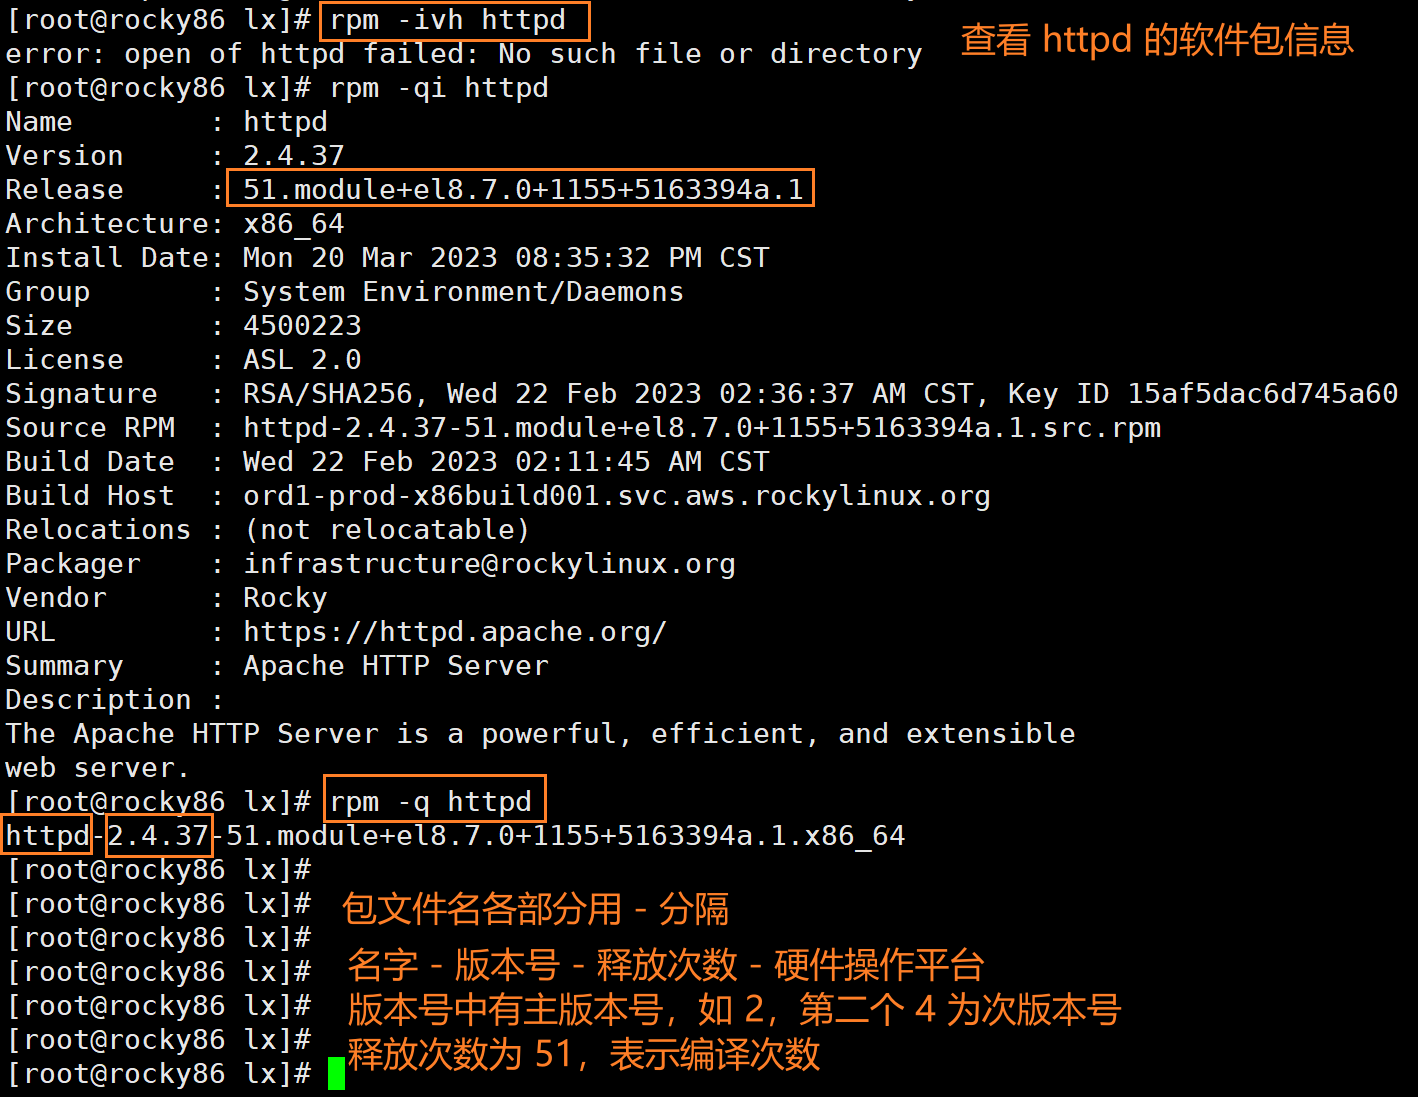 [root@rocky86 lx]# rpm -ivh httpd
error: open of httpd failed: No such file or directory
查看 httpd 的软件包信息
[root@rocky86 lx]# rpm -qi httpd
Name        : httpd
Version     : 2.4.37
Release     : 51.module+el8.7.0+1155+5163394a.1
Architecture: x86_64
Install Date: Mon 20 Mar 2023 08:35:32 PM CST
Group       : System Environment/Daemons
Size        : 4500223
License     : ASL 2.0
Signature   : RSA/SHA256, Wed 22 Feb 2023 02:36:37 AM CST, Key ID 15af5dac6d745a60
Source RPM  : httpd-2.4.37-51.module+el8.7.0+1155+5163394a.1.src.rpm
Build Date  : Wed 22 Feb 2023 02:11:45 AM CST
Build Host  : ord1-prod-x86build001.svc.aws.rockylinux.org
Relocations : (not relocatable)
Packager    : infrastructure@rockylinux.org
Vendor      : Rocky
URL         : https://httpd.apache.org/
Summary     : Apache HTTP Server
Description :
The Apache HTTP Server is a powerful, efficient, and extensible
web server.
[root@rocky86 lx]# rpm -q httpd
httpd-2.4.37-51.module+el8.7.0+1155+5163394a.1.x86_64
[root@rocky86 lx]#
[root@rocky86 lx]#
包文件名各部分用 - 分隔
[root@rocky86 lx]#
[root@rocky86 lx]#
名字 - 版本号 - 释放次数 - 硬件操作平台
[root@rocky86 lx]#
版本号中有主版本号，如 2，第二个 4 为次版本号
[root@rocky86 lx]#
释放次数为 51，表示编译次数
[root@rocky86 lx]#